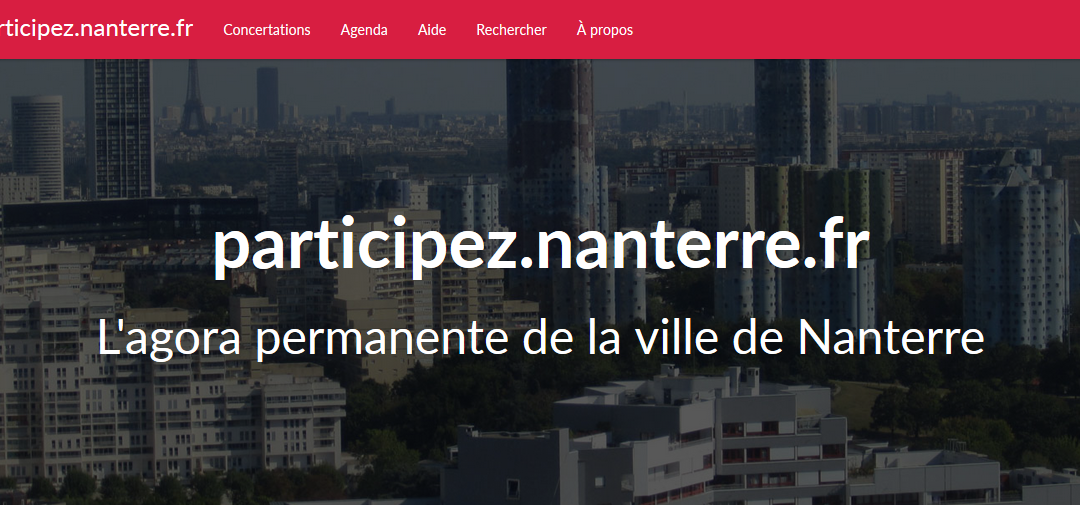 rticipez.nanterre.fr Concertations Agenda Aide Rechercher À propos
participez.nanterre.fr
L'agora permanente de la ville de Nanterre